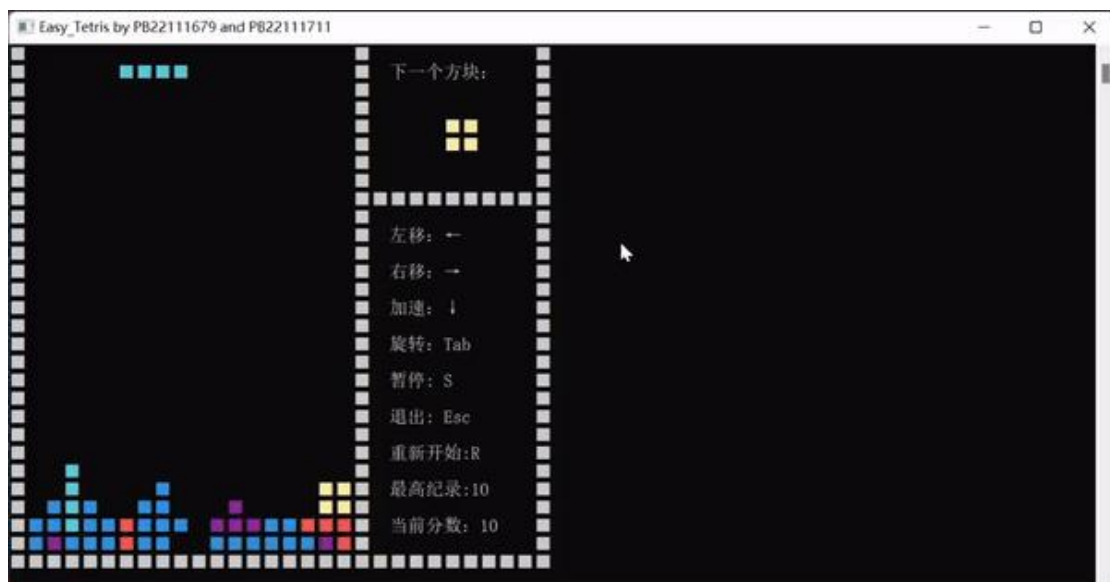 Easy_Tetris by PB22111679 and PB22111711
下一个方块:
左移: ←
右移: →
加速: ↓
旋转: Tab
暂停: S
退出: Esc
重新开始:R
最高纪录:10
当前分数: 10